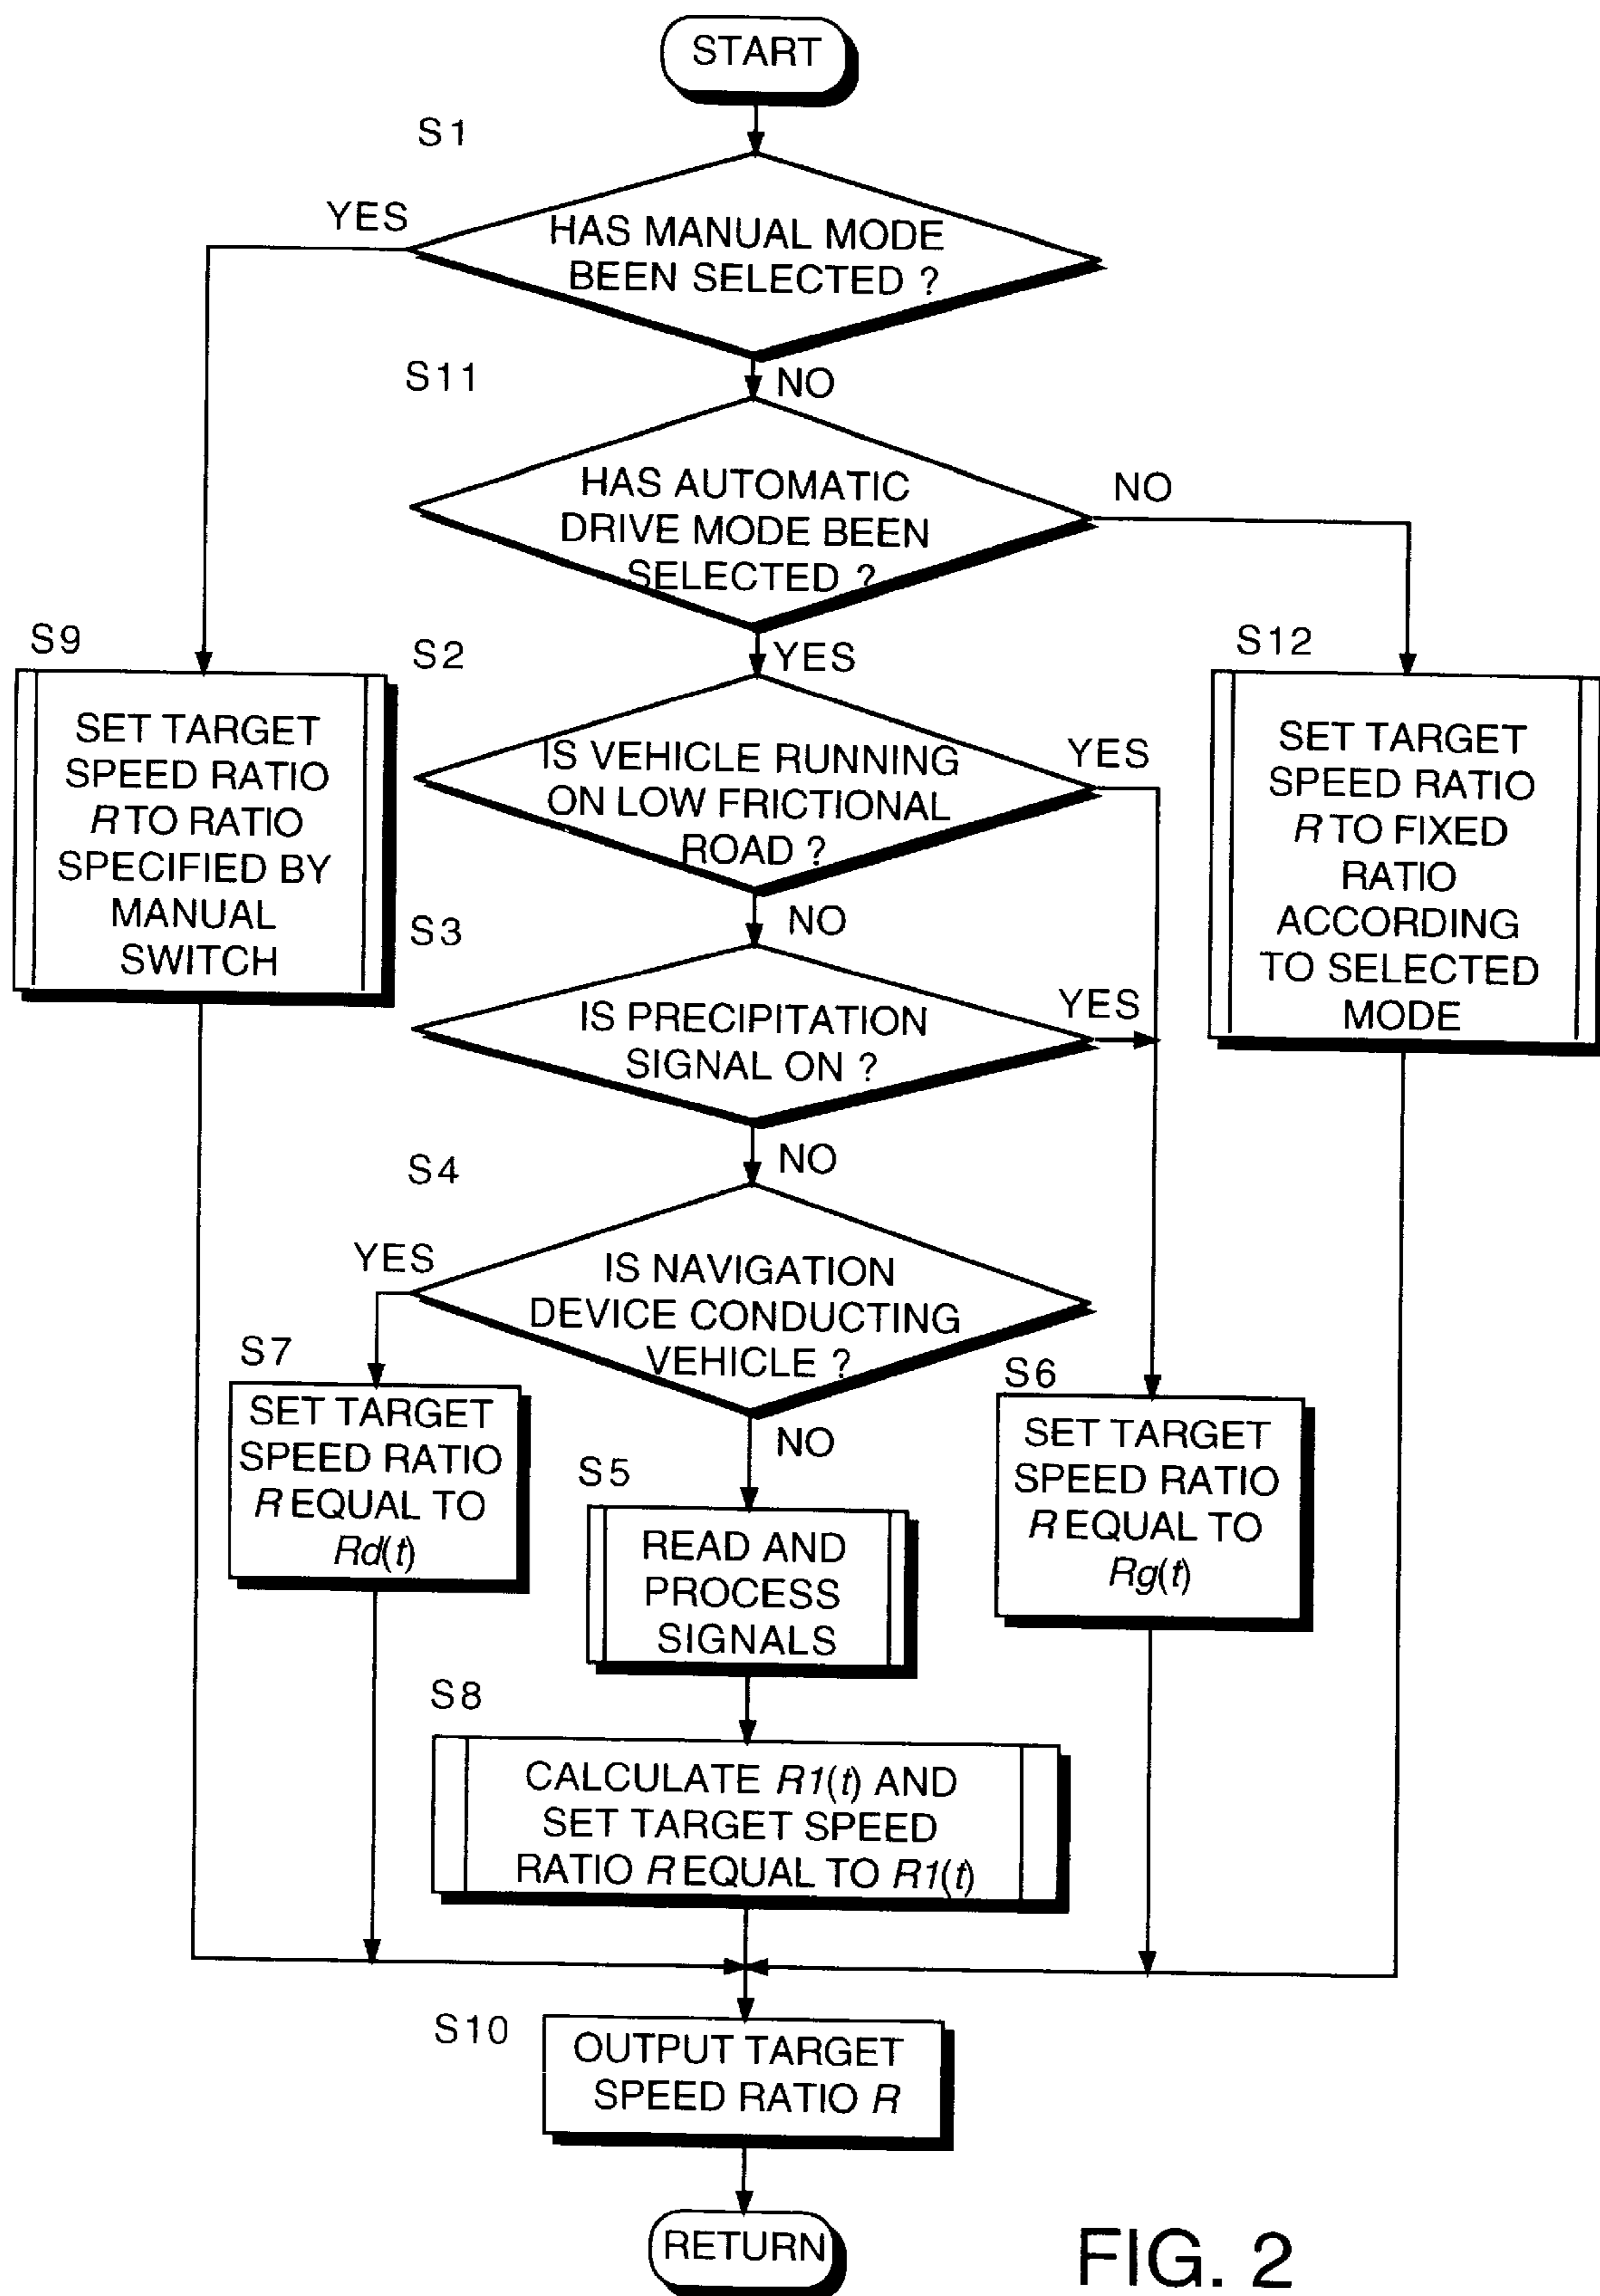 START
S1
YES
HAS MANUAL MODE
BEEN SELECTED ?
NO
S11
HAS AUTOMATIC
DRIVE MODE BEEN
SELECTED ?
NO
YES
S9
SET TARGET
SPEED RATIO
R TO RATIO
SPECIFIED BY
MANUAL
SWITCH
S2
IS VEHICLE RUNNING
ON LOW FRICTIONAL
ROAD ?
YES
NO
S12
SET TARGET
SPEED RATIO
R TO FIXED
RATIO
ACCORDING
TO SELECTED
MODE
S3
IS PRECIPITATION
SIGNAL ON ?
YES
NO
S4
YES
IS NAVIGATION
DEVICE CONDUCTING
VEHICLE ?
NO
S7
SET TARGET
SPEED RATIO
R EQUAL TO
Rd(t)
S5
READ AND
PROCESS
SIGNALS
S6
SET TARGET
SPEED RATIO
R EQUAL TO
Rg(t)
S8
CALCULATE R1(t) AND
SET TARGET SPEED
RATIO R EQUAL TO R1(t)
S10
OUTPUT TARGET
SPEED RATIO R
RETURN
FIG. 2